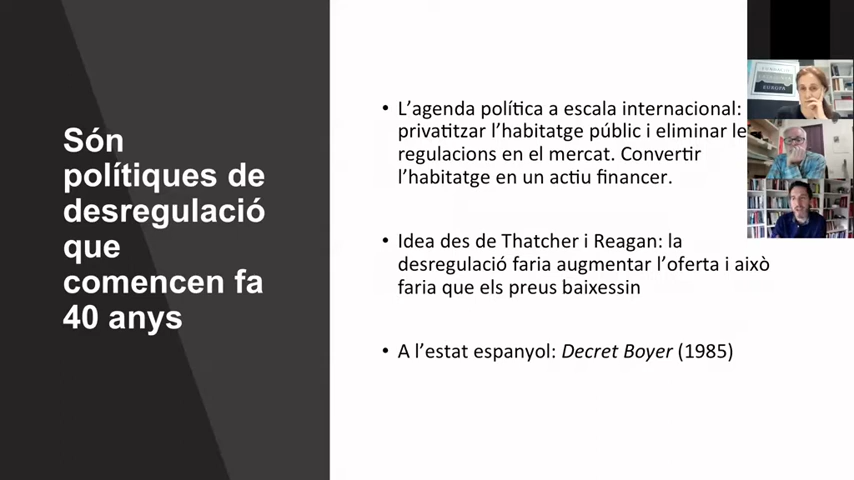 Són
polítiques de
desregulació
que
comencen fa
40 anys
• L’agenda política a escala internacional:
privatitzar l’habitatge públic i eliminar le
regulacions en el mercat. Convertir
l’habitatge en un actiu financer.
• Idea des de Thatcher i Reagan: la
desregulació faria augmentar l’oferta i això
faria que els preus baixessin
• A l’estat espanyol: Decret Boyer (1985)
EUROPA